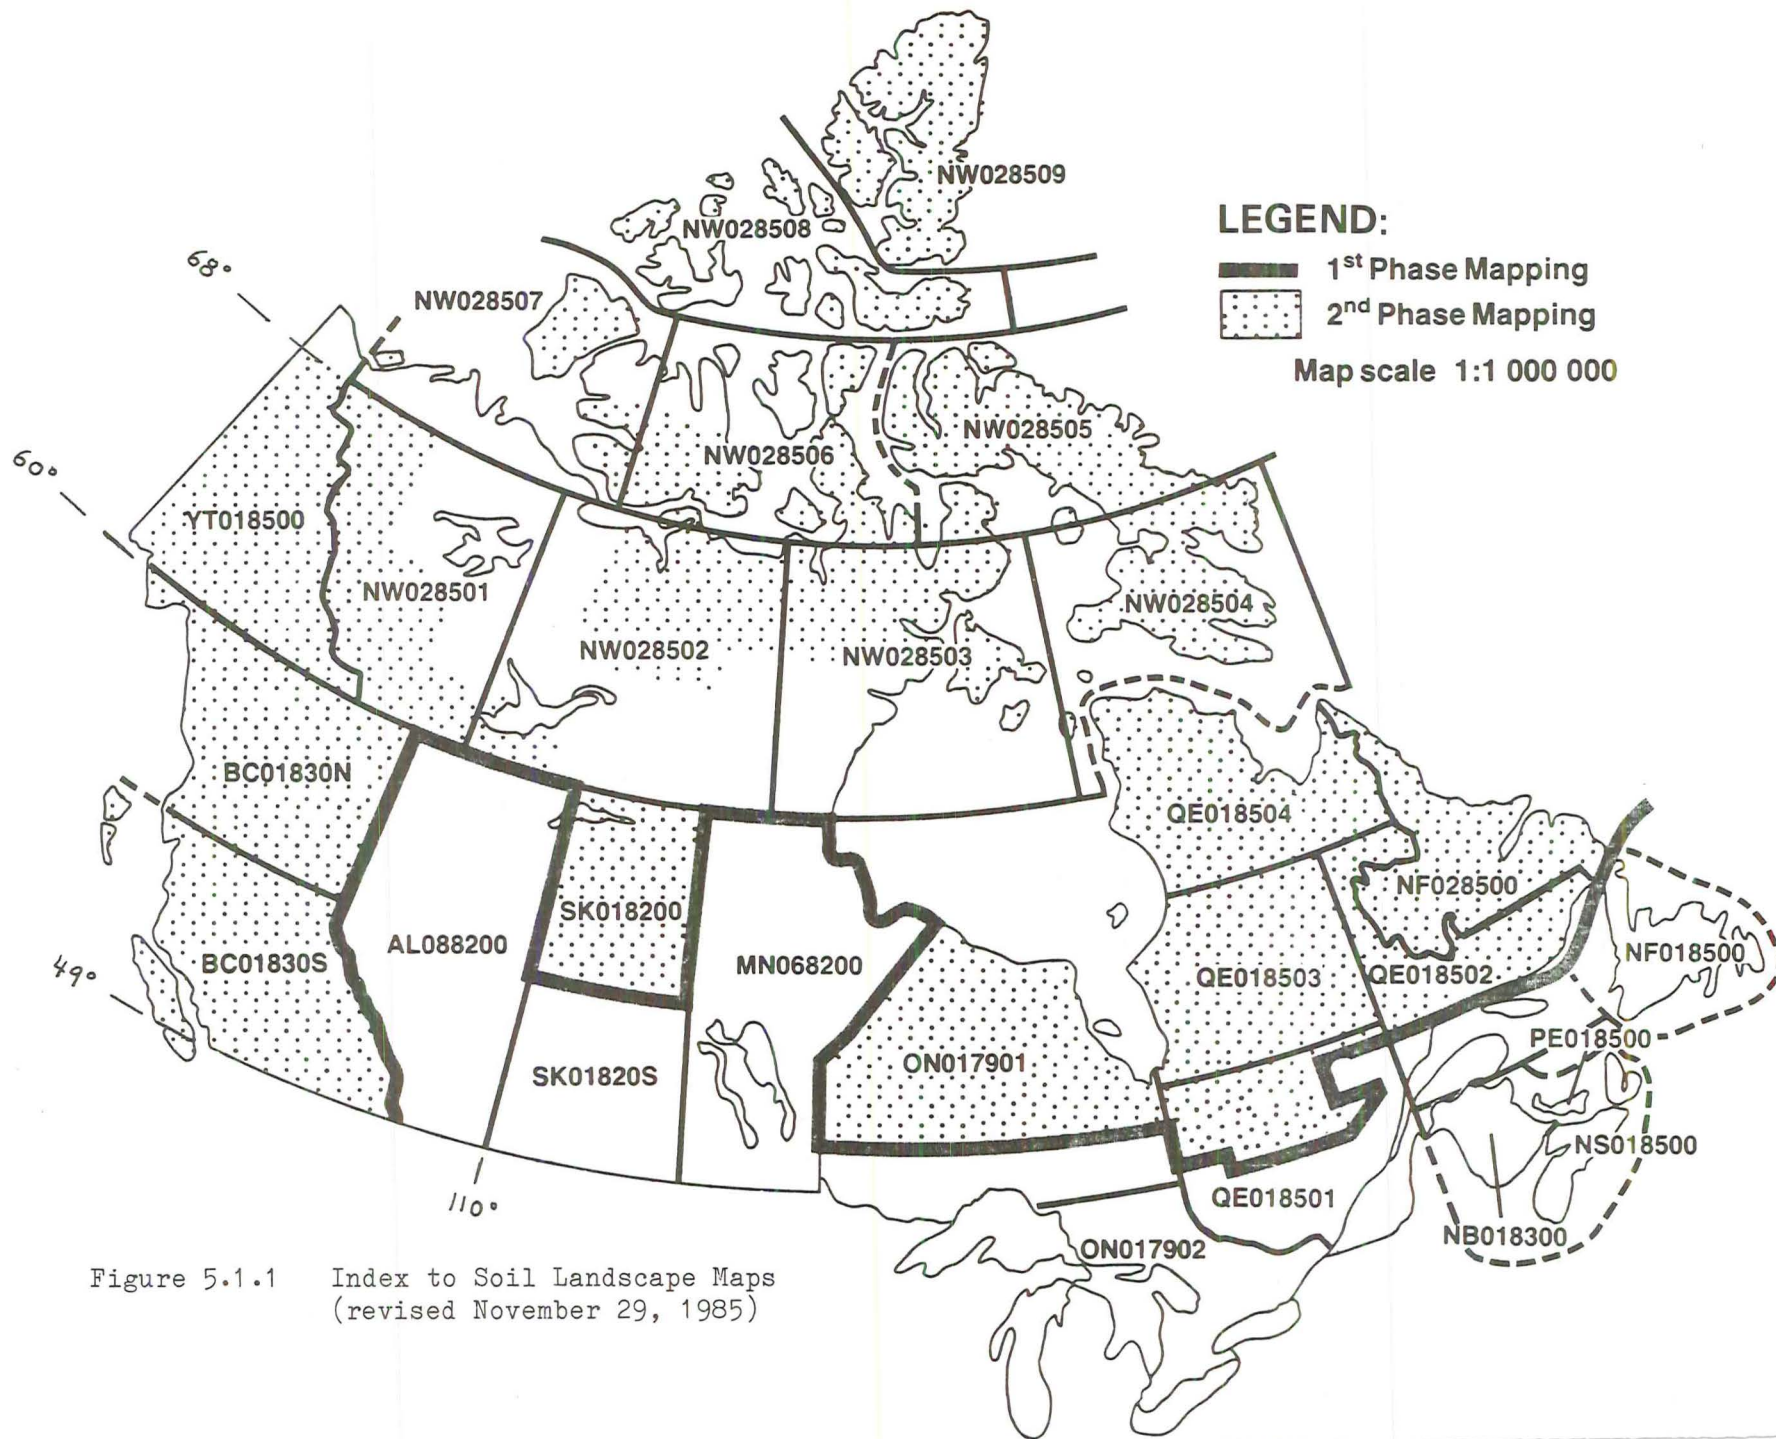 NW028509
NW028508
LEGEND:
1st Phase Mapping
2nd Phase Mapping
Map scale 1:1 000 000
68°
NW028507
NW028505
NW028506
60°
YT018500
NW028501
NW028504
NW028502
NW028503
BC01830N
QE018504
NF028500
SK018200
AL088200
NF018500
49°
BC01830S
MN068200
QE018503
QE018502
PE018500
ON017901
SK01820S
NS018500
QE018501
110°
NB018300
ON017902
Figure 5.1.1 Index to Soil Landscape Maps
(revised November 29, 1985)